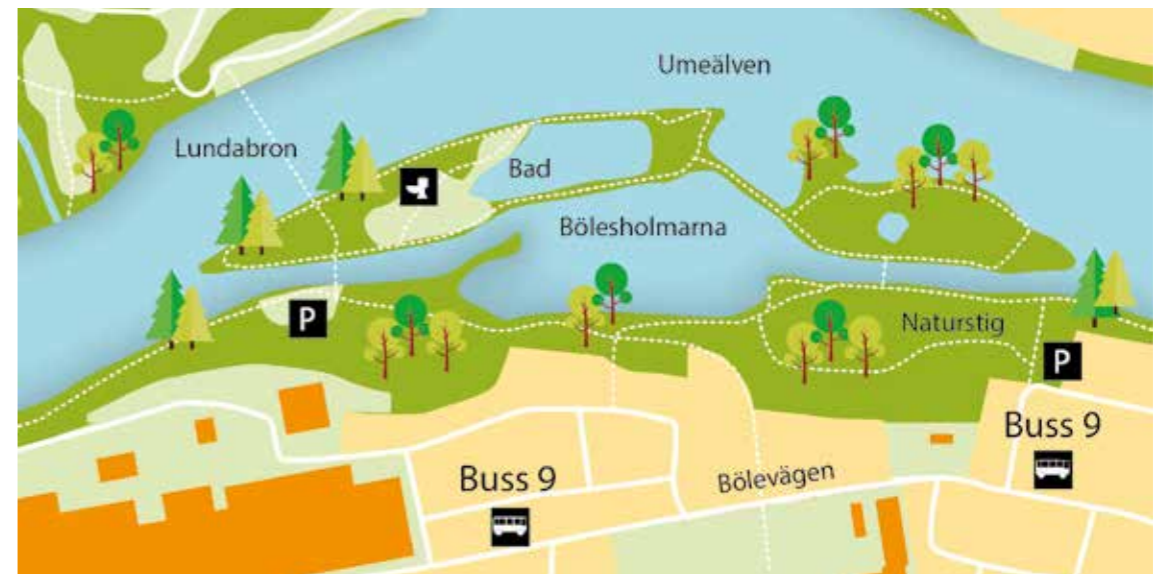 Umeälven
Lundabron
Bad
Bölesholmarna
P
Naturstig
P
Buss 9
Buss 9
Bölevägen